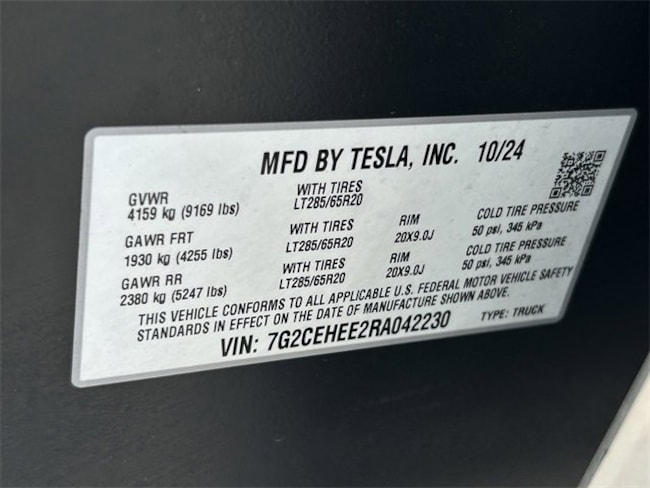 MFD BY TESLA, INC. 10/24
GVWR WITH TIRES
4159 kg (9169 lbs) LT285/65R20
GAWR FRT WITH TIRES RIM COLD TIRE PRESSURE
1930 kg (4255 lbs) LT285/65R20 20X9.0J 50 psi, 345 kPa
GAWR RR WITH TIRES RIM COLD TIRE PRESSURE
2380 kg (5247 lbs) LT285/65R20 20X9.0J 50 psi, 345 kPa
THIS VEHICLE CONFORMS TO ALL APPLICABLE U.S. FEDERAL MOTOR VEHICLE SAFETY
STANDARDS IN EFFECT ON THE DATE OF MANUFACTURE SHOWN ABOVE.
VIN: 7G2CEHEE2RA042230 TYPE: TRUCK